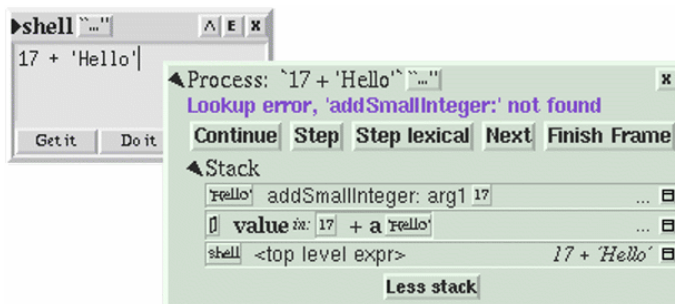 shell "..." ^ E X
17 + 'Hello'
Get it Do it
Process: `17 + 'Hello'` "..." x
Lookup error, 'addSmallInteger:' not found
Continue Step Step lexical Next Finish Frame
Stack
'Hello' addSmallInteger: arg1 17 ...
[] value in: 17 + a 'Hello' ...
shell <top level expr> 17 + 'Hello'
Less stack